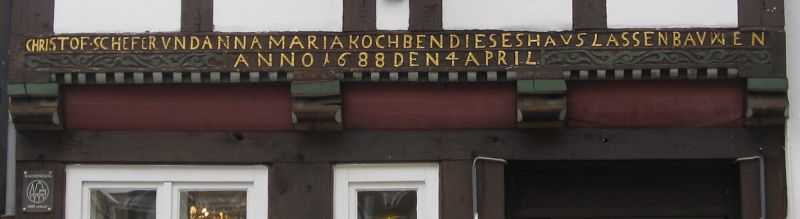 CHRISTOF·SCHEFER VND ANNA MARIA KOCHBEN DIESES HAVS LASSEN BAVWEN
ANNO 1688 DEN 4 APRIL